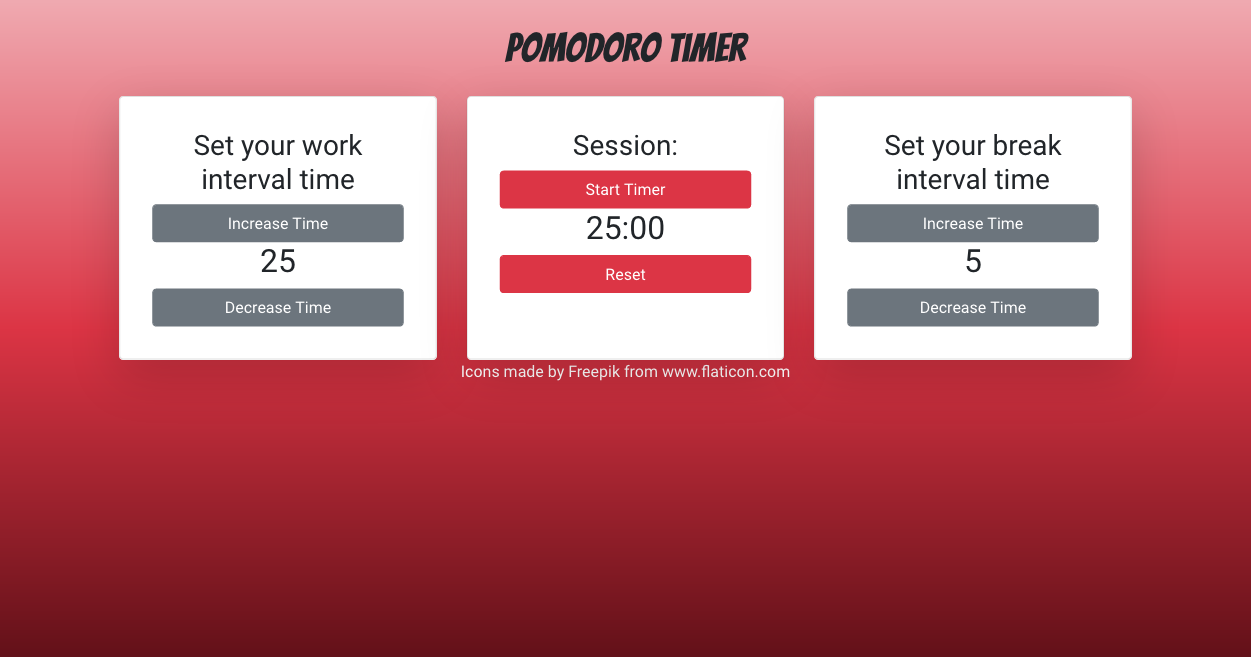 POMODORO TIMER
Set your work
interval time
Increase Time
25
Decrease Time
Session:
Start Timer
25:00
Reset
Set your break
interval time
Increase Time
5
Decrease Time
Icons made by Freepik from www.flaticon.com